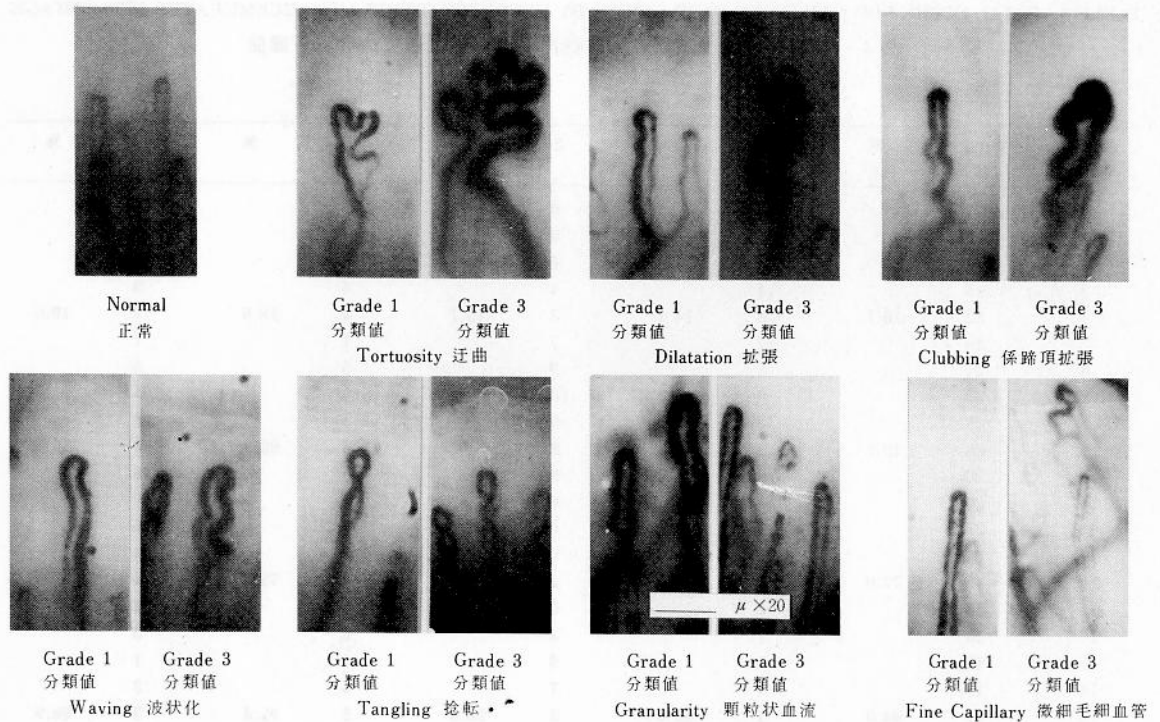 Normal
正常
Grade 1 Grade 3
分類値 分類値
Tortuosity 迂曲
Grade 1 Grade 3
分類値 分類値
Dilatation 拡張
Grade 1 Grade 3
分類値 分類値
Clubbing 係蹄項拡張
μ×20
Grade 1 Grade 3
分類値 分類値
Waving 波状化
Grade 1 Grade 3
分類値 分類値
Tangling 捻転
Grade 1 Grade 3
分類値 分類値
Granularity 顆粒状血流
Grade 1 Grade 3
分類値 分類値
Fine Capillary 微細毛細血管